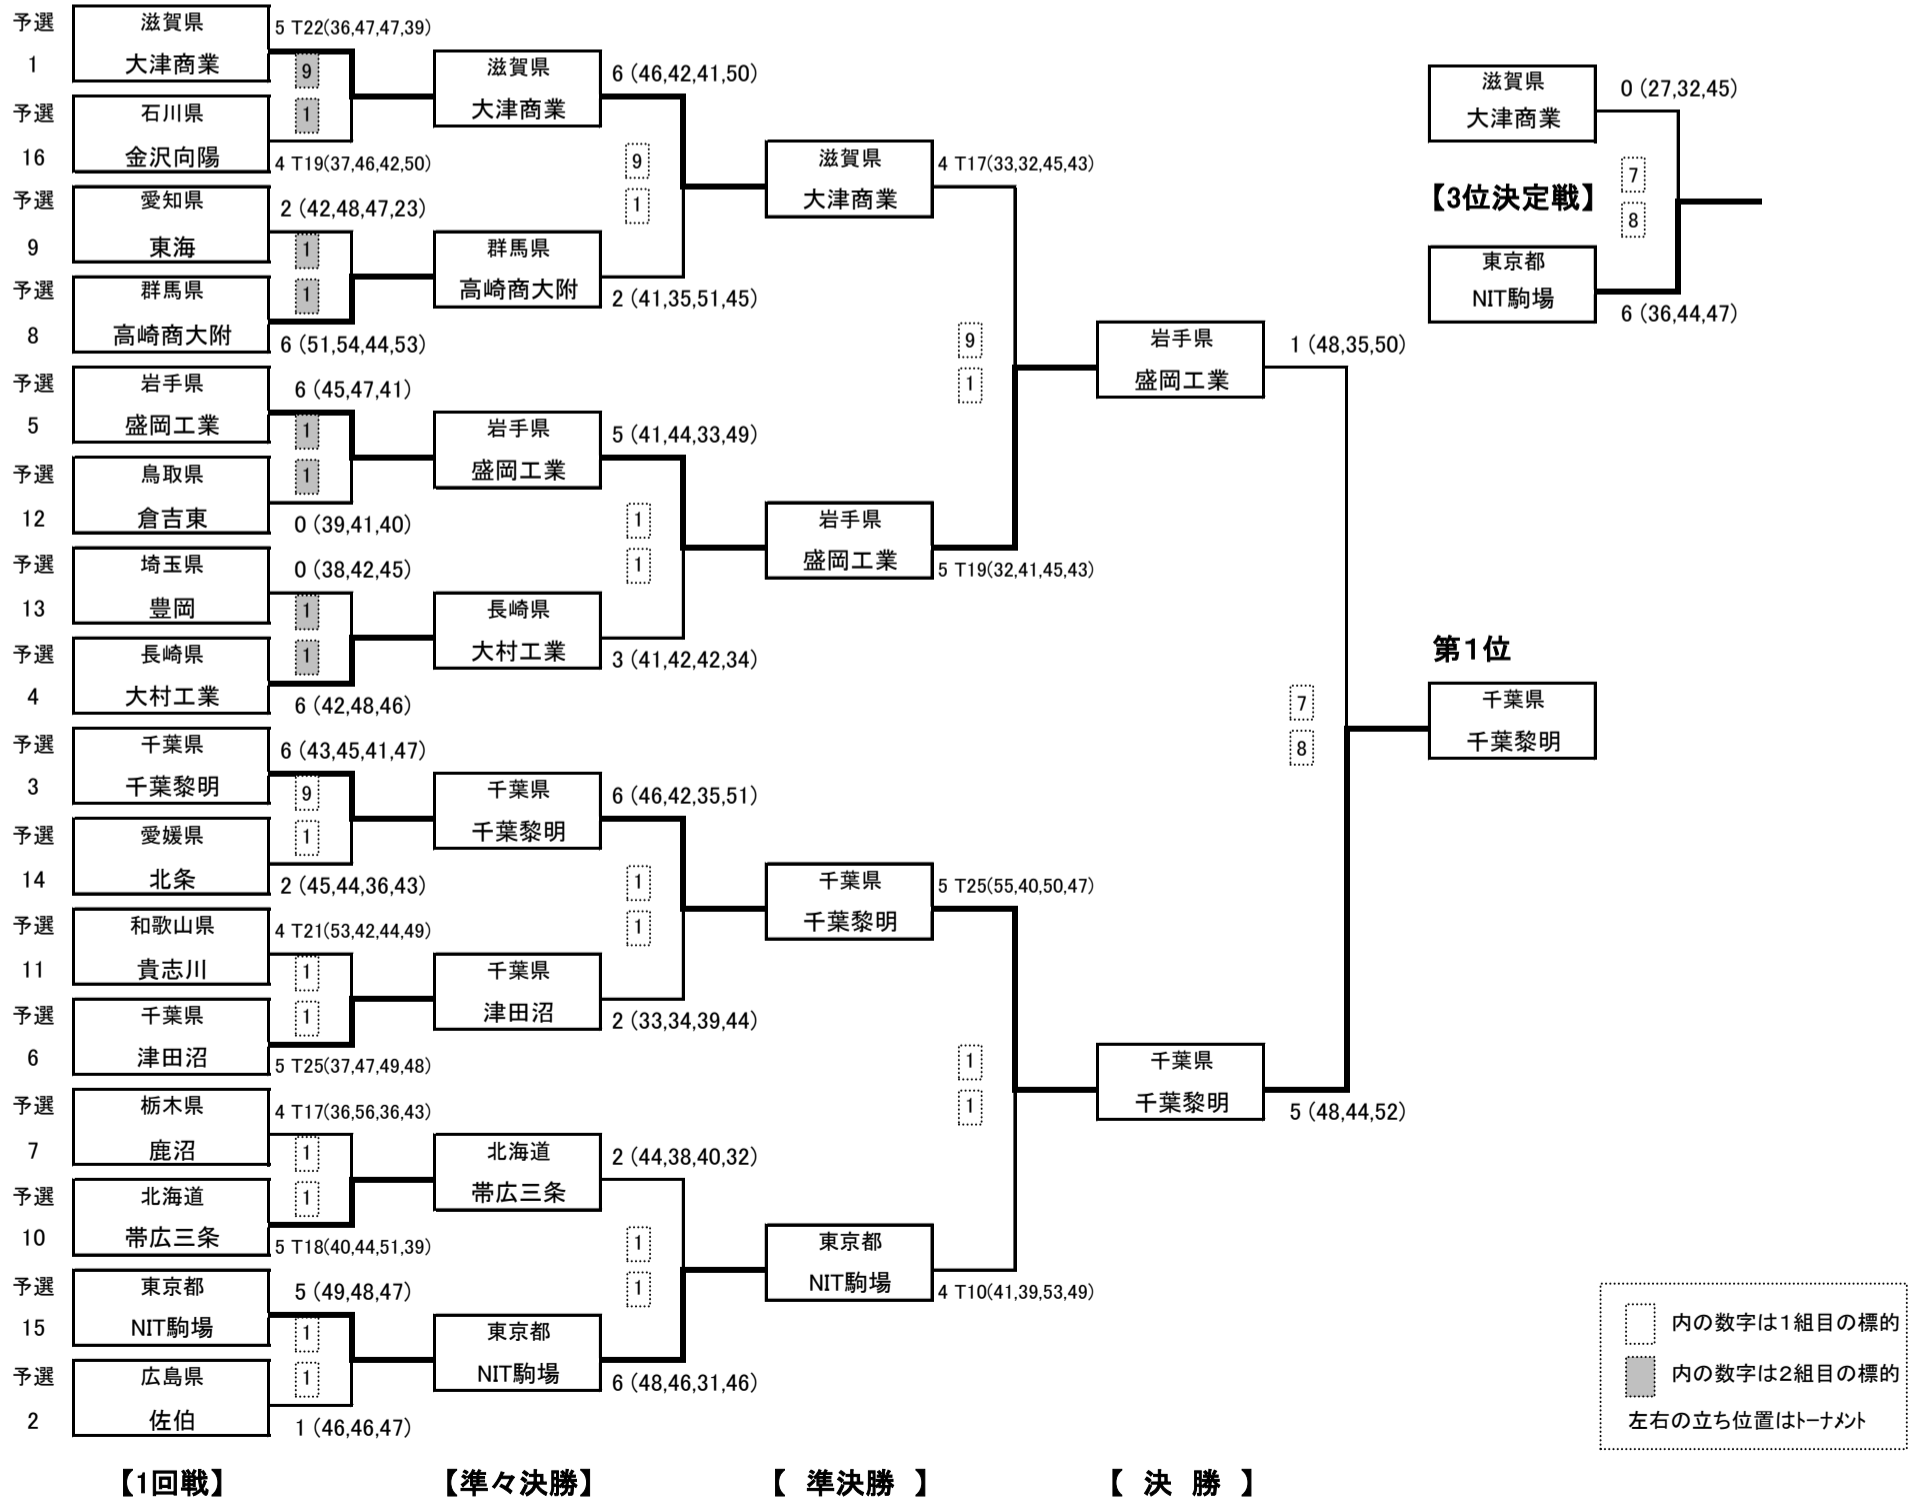 予選
1
滋賀県
大津商業
5 T22(36,47,47,39)
9
1
予選
16
石川県
金沢向陽
4 T19(37,46,42,50)
予選
9
愛知県
東海
2 (42,48,47,23)
1
1
予選
8
群馬県
高崎商大附
6 (51,54,44,53)
予選
5
岩手県
盛岡工業
6 (45,47,41)
1
1
予選
12
鳥取県
倉吉東
0 (39,41,40)
予選
13
埼玉県
豊岡
0 (38,42,45)
1
1
予選
4
長崎県
大村工業
6 (42,48,46)
予選
3
千葉県
千葉黎明
6 (43,45,41,47)
9
1
予選
14
愛媛県
北条
2 (45,44,36,43)
予選
11
和歌山県
貴志川
4 T21(53,42,44,49)
1
1
予選
6
千葉県
津田沼
5 T25(37,47,49,48)
予選
7
栃木県
鹿沼
4 T17(36,56,36,43)
1
1
予選
10
北海道
帯広三条
5 T18(40,44,51,39)
予選
15
東京都
NIT駒場
5 (49,48,47)
1
1
予選
2
広島県
佐伯
1 (46,46,47)
【1回戦】
滋賀県
大津商業
6 (46,42,41,50)
9
1
群馬県
高崎商大附
2 (41,35,51,45)
岩手県
盛岡工業
5 (41,44,33,49)
1
1
長崎県
大村工業
3 (41,42,42,34)
千葉県
千葉黎明
6 (46,42,35,51)
1
1
千葉県
津田沼
2 (33,34,39,44)
北海道
帯広三条
2 (44,38,40,32)
1
1
東京都
NIT駒場
6 (48,46,31,46)
【準々決勝】
滋賀県
大津商業
4 T17(33,32,45,43)
9
1
岩手県
盛岡工業
5 T19(32,41,45,43)
千葉県
千葉黎明
5 T25(55,40,50,47)
1
1
東京都
NIT駒場
4 T10(41,39,53,49)
【 準決勝 】
岩手県
盛岡工業
1 (48,35,50)
7
8
千葉県
千葉黎明
5 (48,44,52)
【 決 勝 】
滋賀県
大津商業
0 (27,32,45)
【3位決定戦】
7
8
東京都
NIT駒場
6 (36,44,47)
第1位
千葉県
千葉黎明
内の数字は1組目の標的
内の数字は2組目の標的
左右の立ち位置はトーナメント